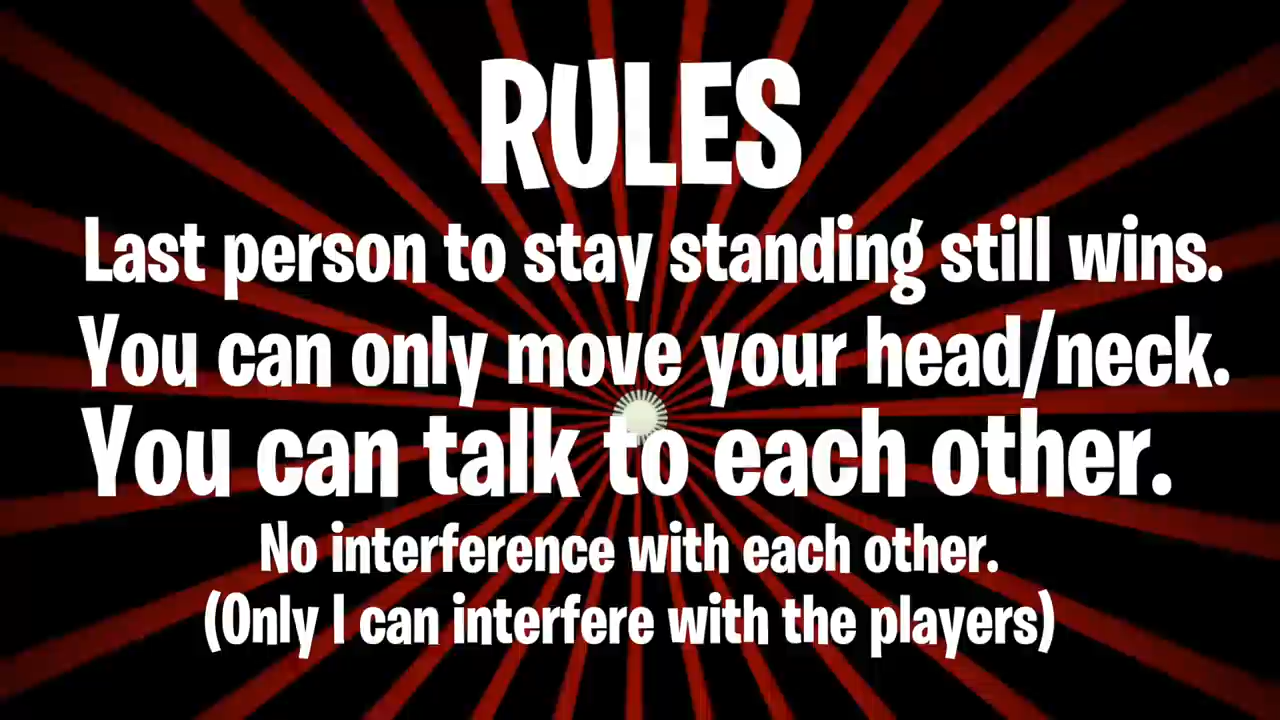 RULES
Last person to stay standing still wins.
You can only move your head/neck.
You can talk to each other.
No interference with each other.
(Only I can interfere with the players)